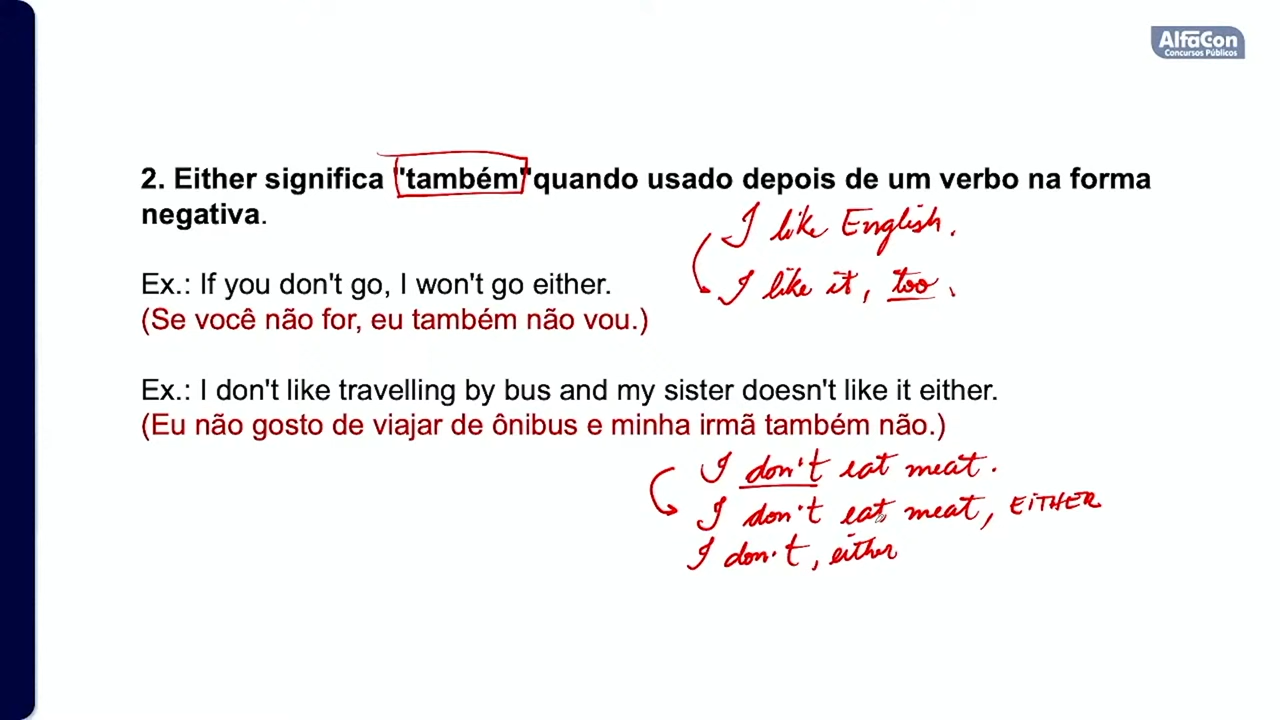 AlfaCon
Concursos Públicos
2. Either significa "também" quando usado depois de um verbo na forma
negativa.
I like English.
Ex.: If you don't go, I won't go either.
I like it, too.
(Se você não for, eu também não vou.)
Ex.: I don't like travelling by bus and my sister doesn't like it either.
(Eu não gosto de viajar de ônibus e minha irmã também não.)
I don't eat meat.
I don't eat meat, EITHER
I don't, either